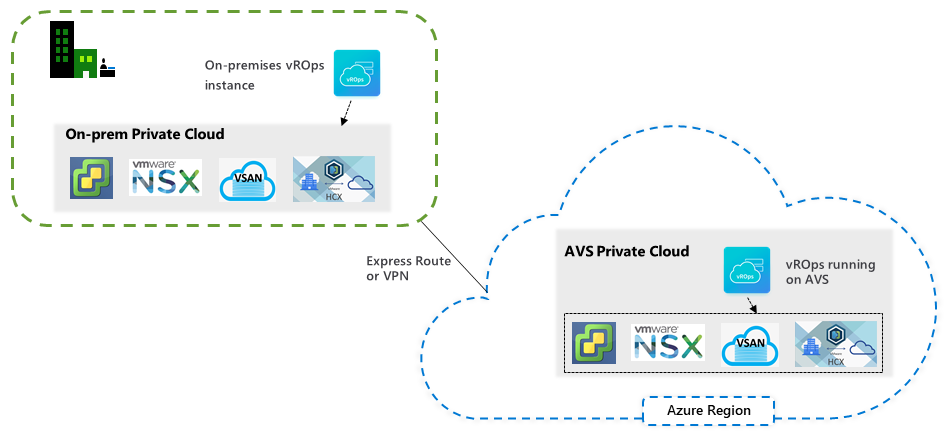 On-premises vROps
instance
vROps
On-prem Private Cloud
vmware®
NSX
VSAN
HCX
Express Route
or VPN
AVS Private Cloud
vROps
vROps running
on AVS
vmware®
NSX
VSAN
HCX
Azure Region